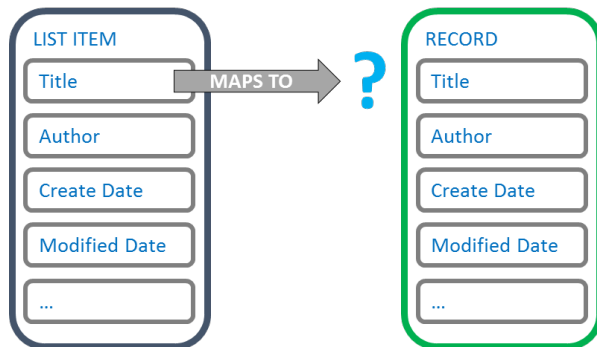 LIST ITEM
Title
Author
Create Date
Modified Date
...
MAPS TO
?
RECORD
Title
Author
Create Date
Modified Date
...